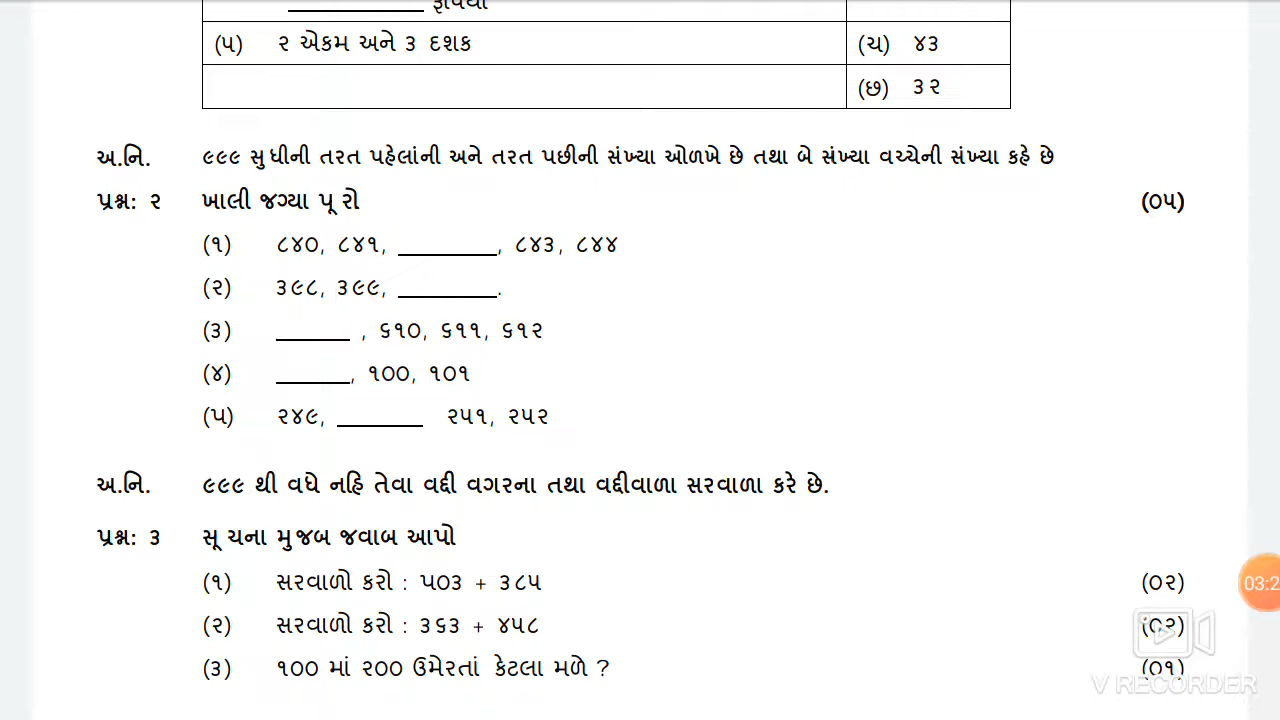 __________ રૂપિયા
(૫) ૨ એકમ અને ૩ દશક (ચ) ૪૩
(છ) ૩૨
અ.નિ. ૯૯૯ સુધીની તરત પહેલાંની અને તરત પછીની સંખ્યા ઓળખે છે તથા બે સંખ્યા વચ્ચેની સંખ્યા કહે છે
પ્રશ્ન: ૨ ખાલી જગ્યા પૂરો (૦૫)
(૧) ૮૪૦, ૮૪૧, ________, ૮૪૩, ૮૪૪
(૨) ૩૯૮, ૩૯૯, ________.
(૩) ______ , ૬૧૦, ૬૧૧, ૬૧૨
(૪) ______, ૧૦૦, ૧૦૧
(૫) ૨૪૯, _______ ૨૫૧, ૨૫૨
અ.નિ. ૯૯૯ થી વધે નહિ તેવા વદ્દી વગરના તથા વદ્દીવાળા સરવાળા કરે છે.
પ્રશ્ન: ૩ સૂચના મુજબ જવાબ આપો
(૧) સરવાળો કરો : ૫૦૩ + ૩૮૫ (૦૨)
(૨) સરવાળો કરો : ૩૬૩ + ૪૫૮ (૦૨)
(૩) ૧૦૦ માં ૨૦૦ ઉમેરતાં કેટલા મળે ? (૦૧)
03:2
V RECORDER